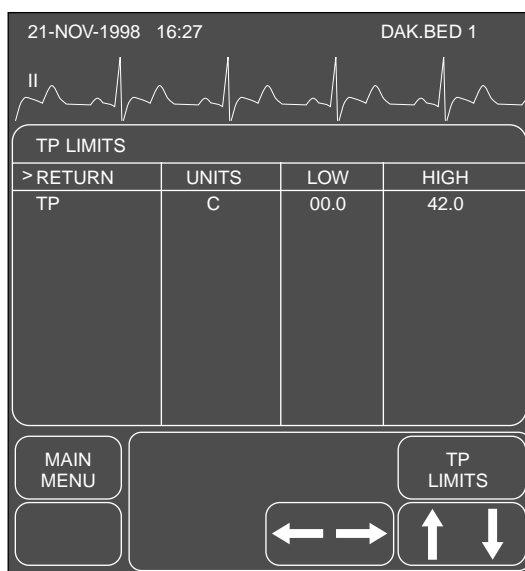 21-NOV-1998 16:27 DAK.BED 1
II
TP LIMITS
>RETURN UNITS LOW HIGH
TP C 00.0 42.0
MAIN
MENU
TP
LIMITS